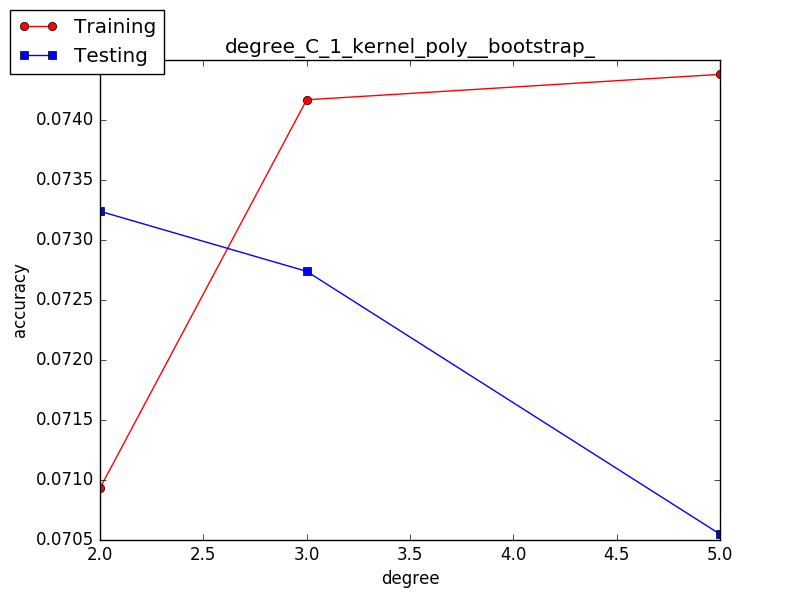 Training
Testing
degree_C_1_kernel_poly__bootstrap_
0.0740
0.0735
0.0730
0.0725
0.0720
0.0715
0.0710
0.0705
accuracy
2.0 2.5 3.0 3.5 4.0 4.5 5.0
degree